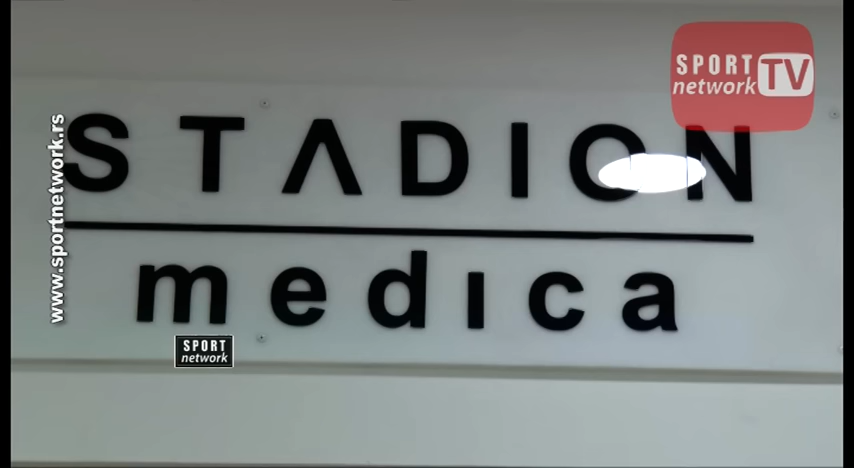 SPORT
network TV
www.sportnetwork.rs
STADION
medica
SPORT
network